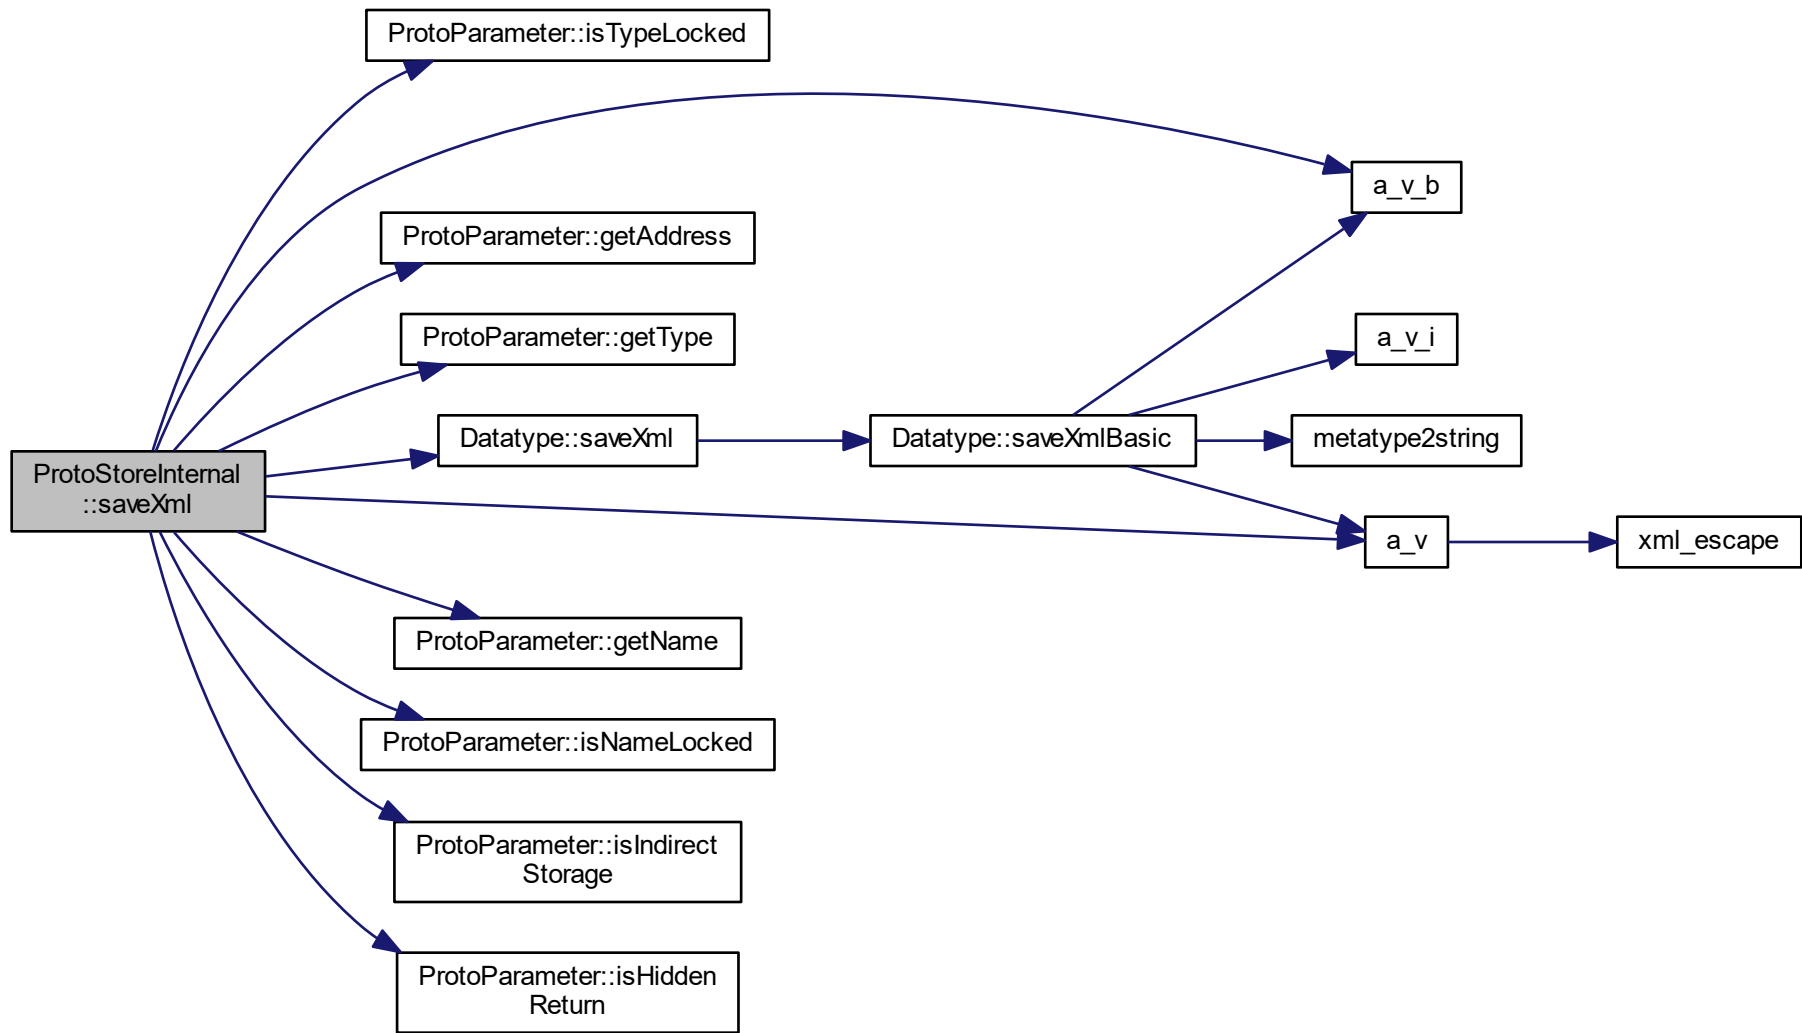 ProtoParameter::isTypeLocked
a_v_b
ProtoParameter::getAddress
ProtoParameter::getType
a_v_i
Datatype::saveXml
Datatype::saveXmlBasic
metatype2string
ProtoStoreInternal
::saveXml
a_v
xml_escape
ProtoParameter::getName
ProtoParameter::isNameLocked
ProtoParameter::isIndirect
Storage
ProtoParameter::isHidden
Return